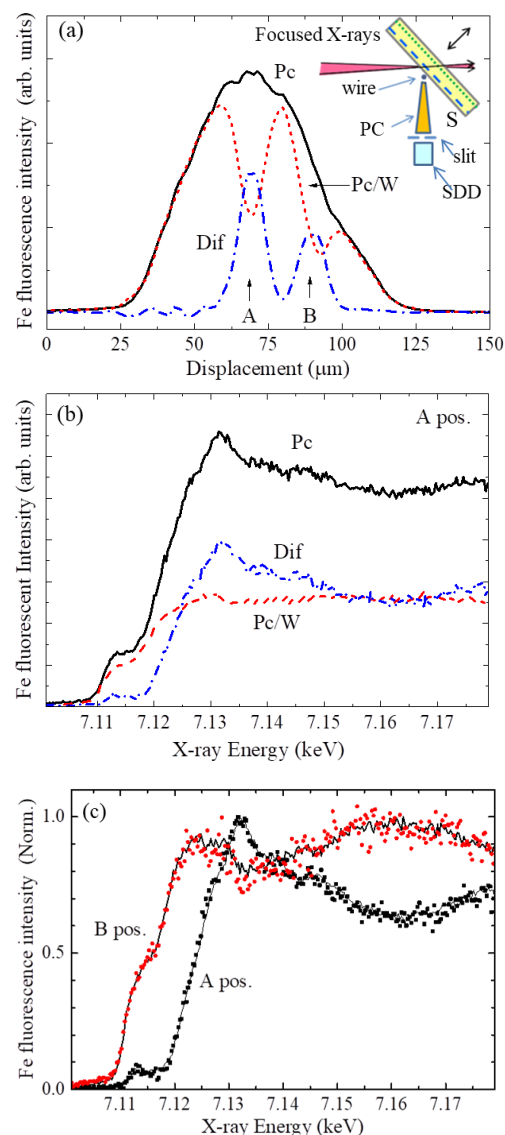 (a)
Focused X-rays
Pc
wire
PC
S
slit
SDD
Pc/W
Dif
A
B
Fe fluorescence intensity (arb. units)
0
25
50
75
100
125
150
Displacement (μm)
(b)
A pos.
Pc
Dif
Pc/W
Fe fluorescent Intensity (arb. units)
7.11
7.12
7.13
7.14
7.15
7.16
7.17
X-ray Energy (keV)
(c)
1.0
0.5
0.0
B pos.
A pos.
Fe fluorescence intensity (Norm.)
7.11
7.12
7.13
7.14
7.15
7.16
7.17
X-ray Energy (keV)